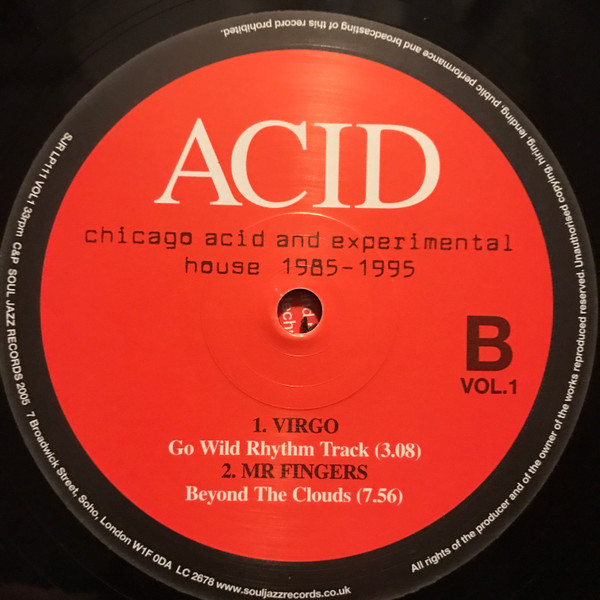 ACID
chicago acid and experimental
house 1985-1995
B
VOL.1
1. VIRGO
Go Wild Rhythm Track (3.08)
2. MR FINGERS
Beyond The Clouds (7.56)
SJR LP111 VOL.1 33rpm C&P SOUL JAZZ RECORDS 2005 7 Broadwick Street, Soho, London W1F 0DA LC 2678 www.souljazzrecords.co.uk
All rights of the producer and of the owner of the works reproduced reserved. Unauthorised copying, hiring, lending, public performance and broadcasting of this record prohibited.